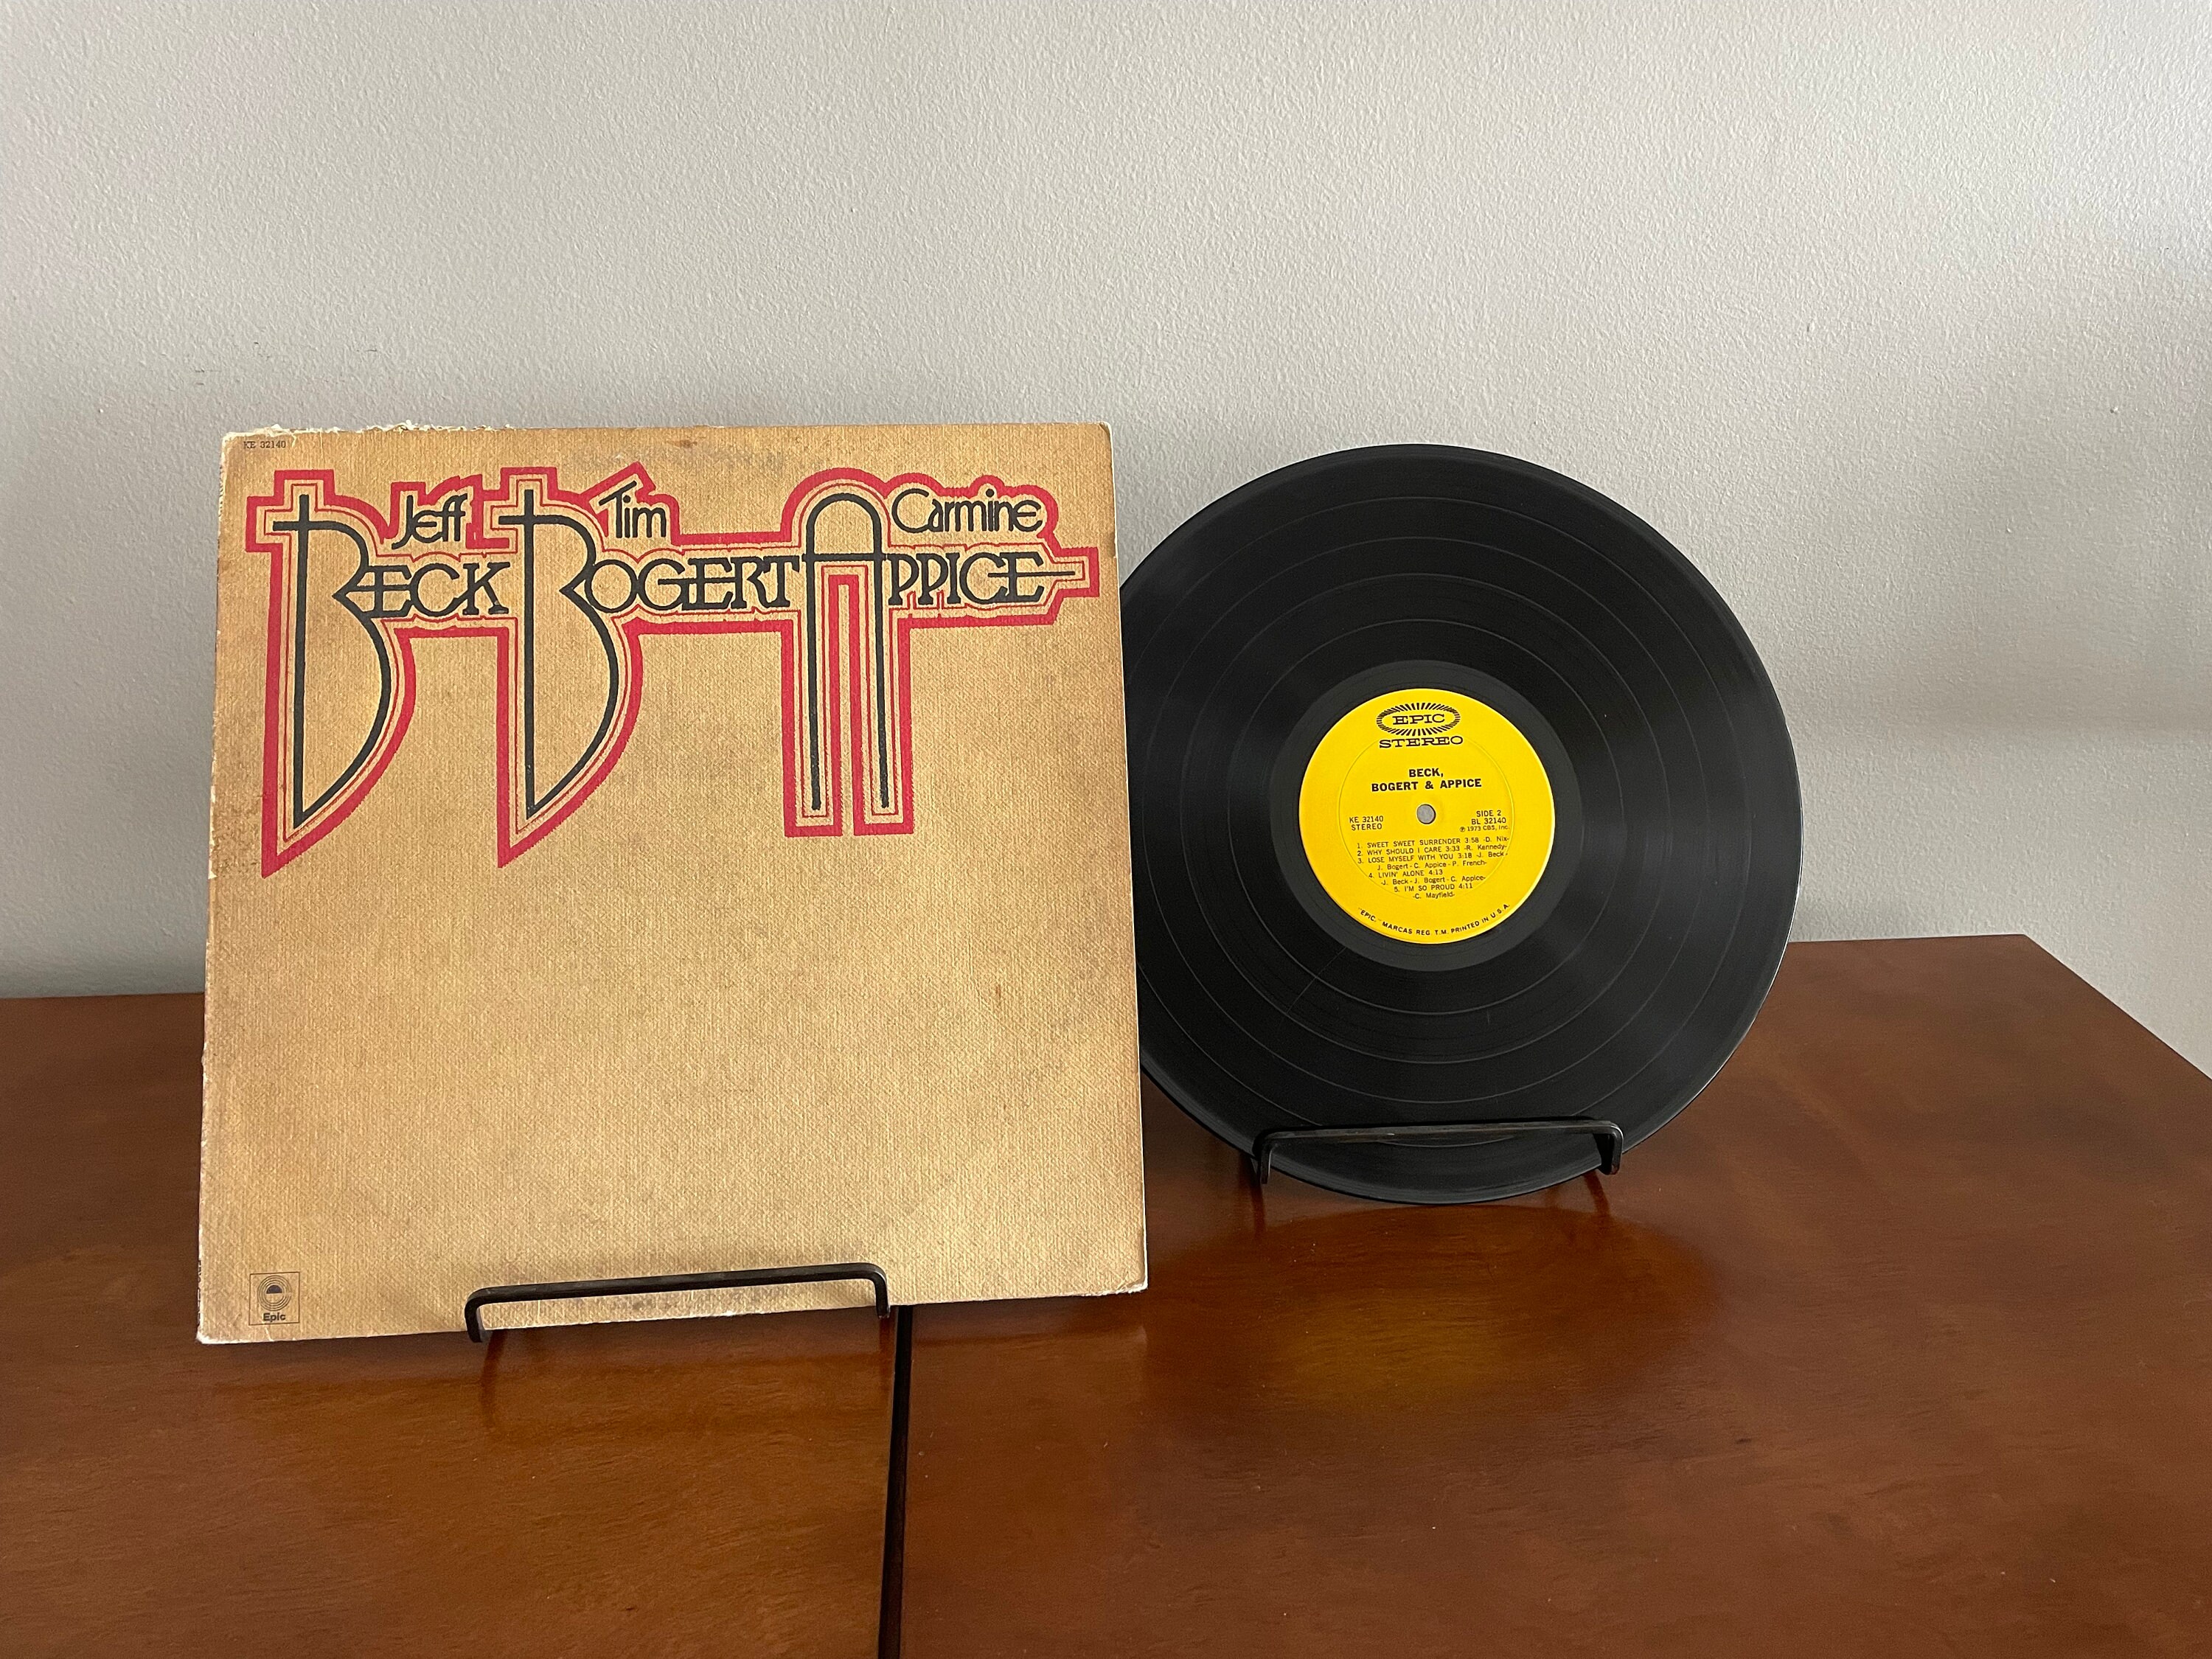 KE 32140
Jeff Tim Carmine
BECK BOGERT APPICE
Epic
EPIC
STEREO
BECK,
BOGERT & APPICE
KE 32140
STEREO
SIDE 2
BL 32140
℗ 1973 CBS, Inc.
1. SWEET SWEET SURRENDER 3:58 -D. Nix-
2. WHY SHOULD I CARE 3:33 -R. Kennedy-
3. LOSE MYSELF WITH YOU 3:18 -J. Beck-
J. Bogert - C. Appice - P. French-
4. LIVIN' ALONE 4:13
-J. Beck - J. Bogert - C. Appice-
5. I'M SO PROUD 4:11
-C. Mayfield-
"EPIC," MARCAS REG. T.M. PRINTED IN U.S.A.